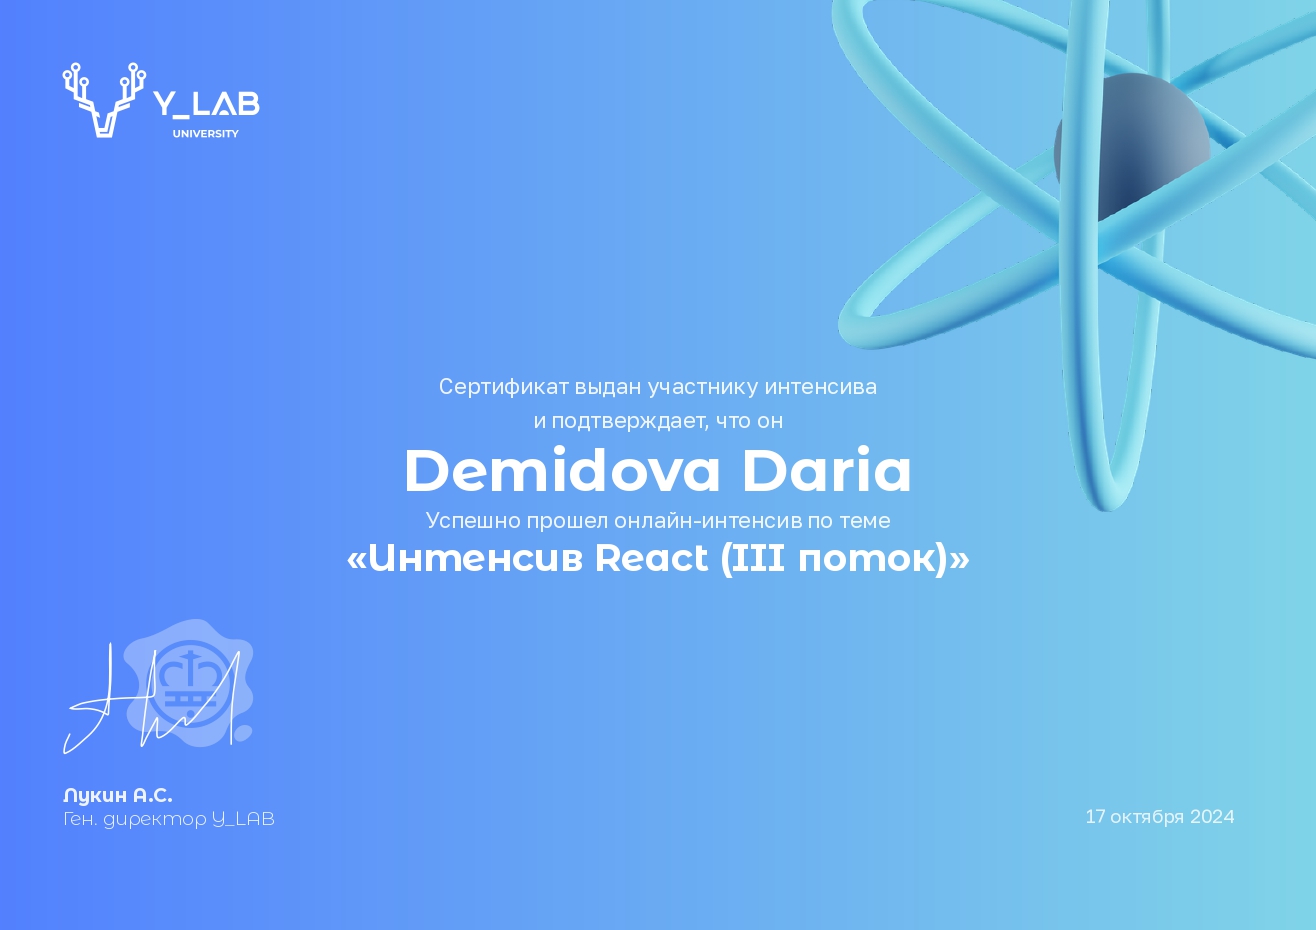 Y_LAB
UNIVERSITY
Сертификат выдан участнику интенсива
и подтверждает, что он
Demidova Daria
Успешно прошел онлайн-интенсив по теме
«Интенсив React (III поток)»
Лукин А.С.
Ген. директор Y_LAB
17 октября 2024